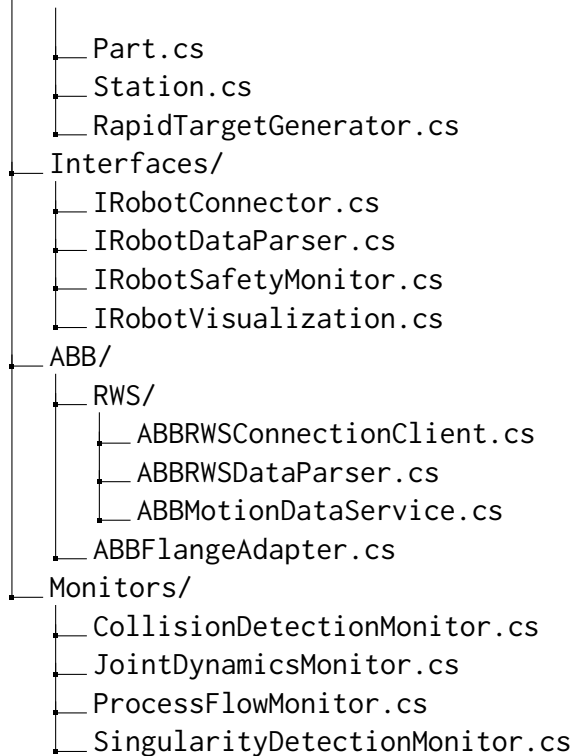 Part.cs
Station.cs
RapidTargetGenerator.cs
Interfaces/
IRobotConnector.cs
IRobotDataParser.cs
IRobotSafetyMonitor.cs
IRobotVisualization.cs
ABB/
RWS/
ABBRWSConnectionClient.cs
ABBRWSDataParser.cs
ABBMotionDataService.cs
ABBFlangeAdapter.cs
Monitors/
CollisionDetectionMonitor.cs
JointDynamicsMonitor.cs
ProcessFlowMonitor.cs
SingularityDetectionMonitor.cs